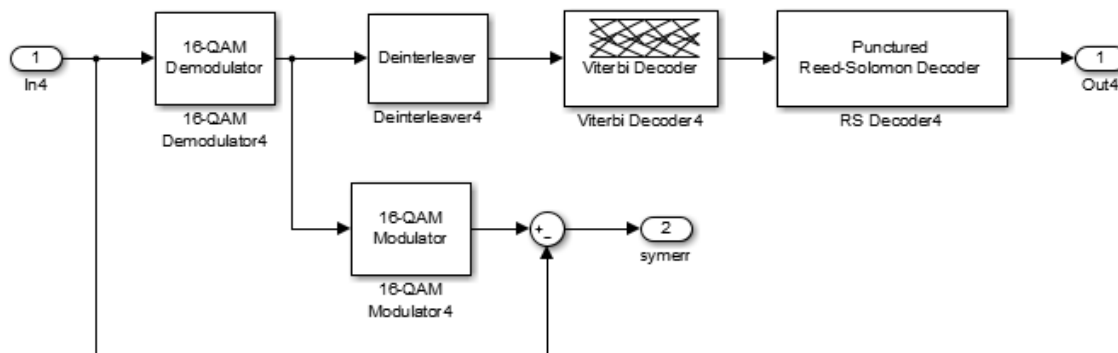 1
In4
16-QAM
Demodulator
16-QAM
Demodulator4
Deinterleaver
Deinterleaver4
Viterbi Decoder
Viterbi Decoder4
Punctured
Reed-Solomon Decoder
RS Decoder4
1
Out4
16-QAM
Modulator
16-QAM
Modulator4
+
−
2
symerr